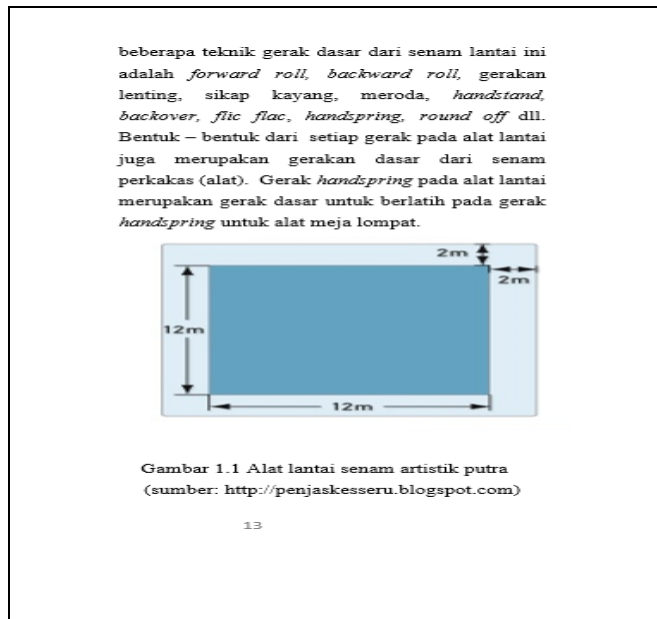 beberapa teknik gerak dasar dari senam lantai ini
adalah forward roll, backward roll, gerakan
lenting, sikap kayang, meroda, handstand,
backover, flic flac, handspring, round off dll.
Bentuk – bentuk dari setiap gerak pada alat lantai
juga merupakan gerakan dasar dari senam
perkakas (alat). Gerak handspring pada alat lantai
merupakan gerak dasar untuk berlatih pada gerak
handspring untuk alat meja lompat.
2m
2m
12m
12m
Gambar 1.1 Alat lantai senam artistik putra
(sumber: http://penjaskesseru.blogspot.com)
13